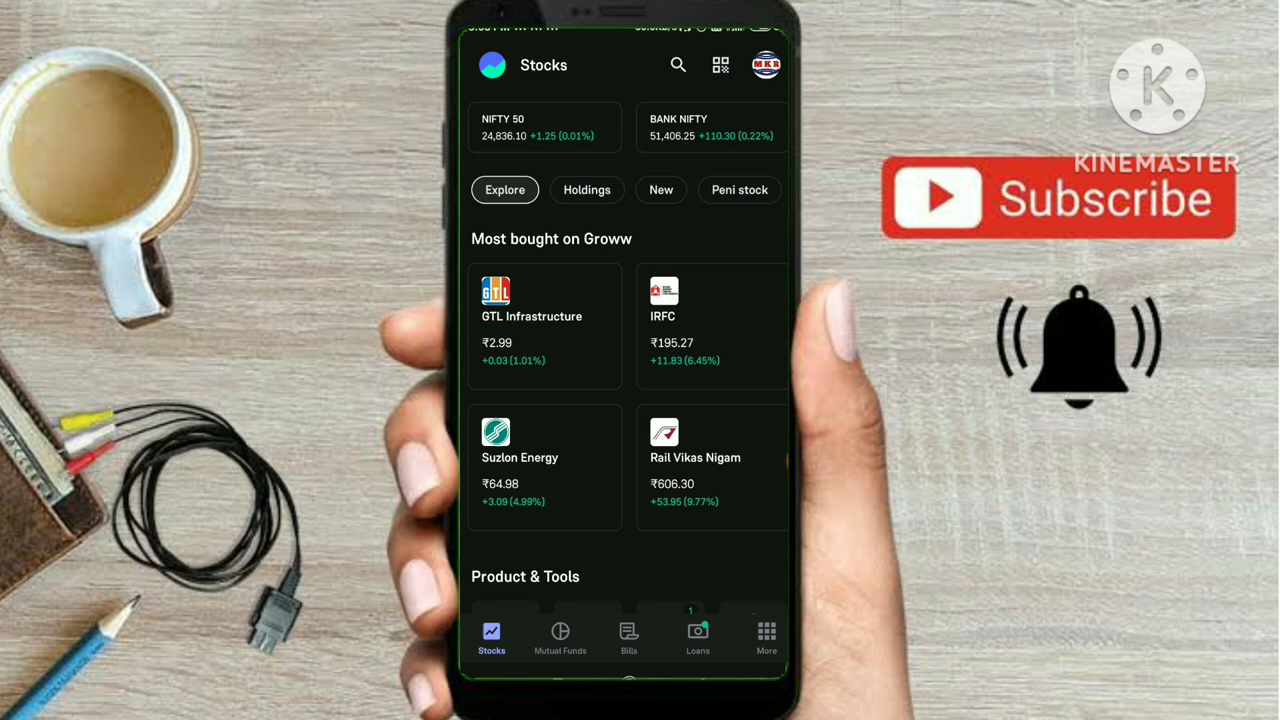 Stocks
MKR
NIFTY 50
24,836.10 +1.25 (0.01%)
BANK NIFTY
51,406.25 +110.30 (0.22%)
Explore
Holdings
New
Peni stock
Most bought on Groww
GTL
GTL Infrastructure
₹2.99
+0.03 (1.01%)
IRFC
₹195.27
+11.83 (6.45%)
Suzlon Energy
₹64.98
+3.09 (4.99%)
Rail Vikas Nigam
₹606.30
+53.95 (9.77%)
Product & Tools
1
Stocks
Mutual Funds
Bills
Loans
More
K
KINEMASTER
Subscribe